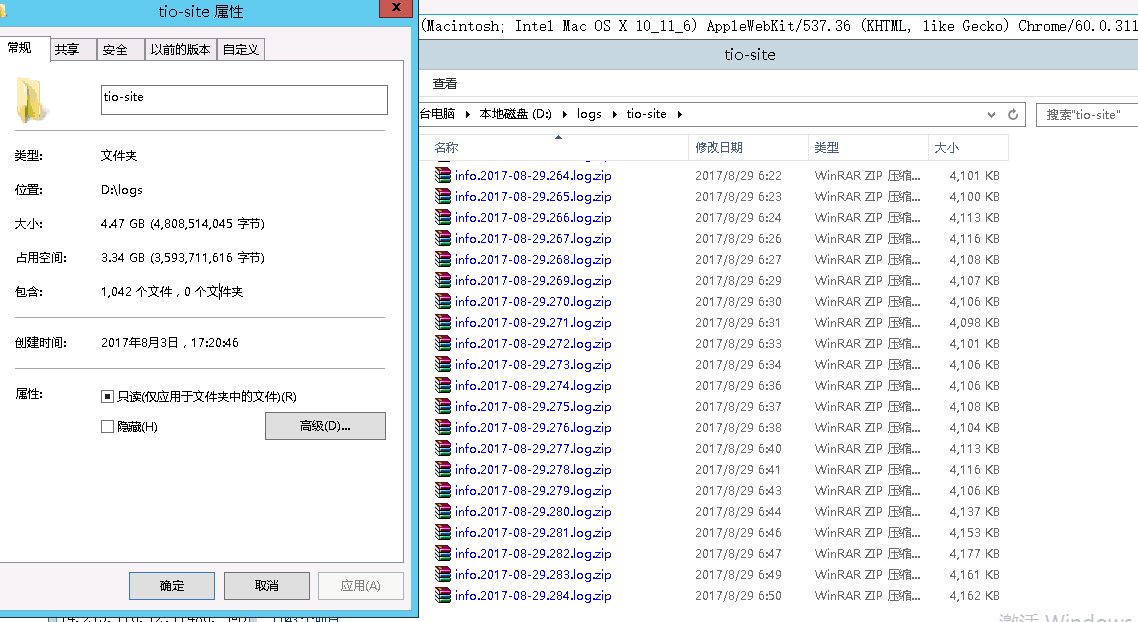 tio-site 属性
常规 共享 安全 以前的版本 自定义
tio-site
类型: 文件夹
位置: D:\logs
大小: 4.47 GB (4,808,514,045 字节)
占用空间: 3.34 GB (3,593,711,616 字节)
包含: 1,042 个文件，0 个文件夹
创建时间: 2017年8月3日，17:20:46
属性: 只读(仅应用于文件夹中的文件)(R)
隐藏(H)
高级(D)...
确定 取消 应用(A)
(Macintosh; Intel Mac OS X 10_11_6) AppleWebKit/537.36 (KHTML, like Gecko) Chrome/60.0.311
tio-site
查看
台电脑 本地磁盘 (D:) logs tio-site 搜索"tio-site"
名称 修改日期 类型 大小
info.2017-08-29.264.log.zip 2017/8/29 6:22 WinRAR ZIP 压缩... 4,101 KB
info.2017-08-29.265.log.zip 2017/8/29 6:23 WinRAR ZIP 压缩... 4,100 KB
info.2017-08-29.266.log.zip 2017/8/29 6:24 WinRAR ZIP 压缩... 4,113 KB
info.2017-08-29.267.log.zip 2017/8/29 6:26 WinRAR ZIP 压缩... 4,116 KB
info.2017-08-29.268.log.zip 2017/8/29 6:27 WinRAR ZIP 压缩... 4,108 KB
info.2017-08-29.269.log.zip 2017/8/29 6:29 WinRAR ZIP 压缩... 4,107 KB
info.2017-08-29.270.log.zip 2017/8/29 6:30 WinRAR ZIP 压缩... 4,106 KB
info.2017-08-29.271.log.zip 2017/8/29 6:31 WinRAR ZIP 压缩... 4,098 KB
info.2017-08-29.272.log.zip 2017/8/29 6:33 WinRAR ZIP 压缩... 4,101 KB
info.2017-08-29.273.log.zip 2017/8/29 6:34 WinRAR ZIP 压缩... 4,106 KB
info.2017-08-29.274.log.zip 2017/8/29 6:36 WinRAR ZIP 压缩... 4,106 KB
info.2017-08-29.275.log.zip 2017/8/29 6:37 WinRAR ZIP 压缩... 4,108 KB
info.2017-08-29.276.log.zip 2017/8/29 6:38 WinRAR ZIP 压缩... 4,104 KB
info.2017-08-29.277.log.zip 2017/8/29 6:40 WinRAR ZIP 压缩... 4,113 KB
info.2017-08-29.278.log.zip 2017/8/29 6:41 WinRAR ZIP 压缩... 4,116 KB
info.2017-08-29.279.log.zip 2017/8/29 6:43 WinRAR ZIP 压缩... 4,106 KB
info.2017-08-29.280.log.zip 2017/8/29 6:44 WinRAR ZIP 压缩... 4,137 KB
info.2017-08-29.281.log.zip 2017/8/29 6:46 WinRAR ZIP 压缩... 4,153 KB
info.2017-08-29.282.log.zip 2017/8/29 6:47 WinRAR ZIP 压缩... 4,177 KB
info.2017-08-29.283.log.zip 2017/8/29 6:49 WinRAR ZIP 压缩... 4,161 KB
info.2017-08-29.284.log.zip 2017/8/29 6:50 WinRAR ZIP 压缩... 4,162 KB
激活 Windows